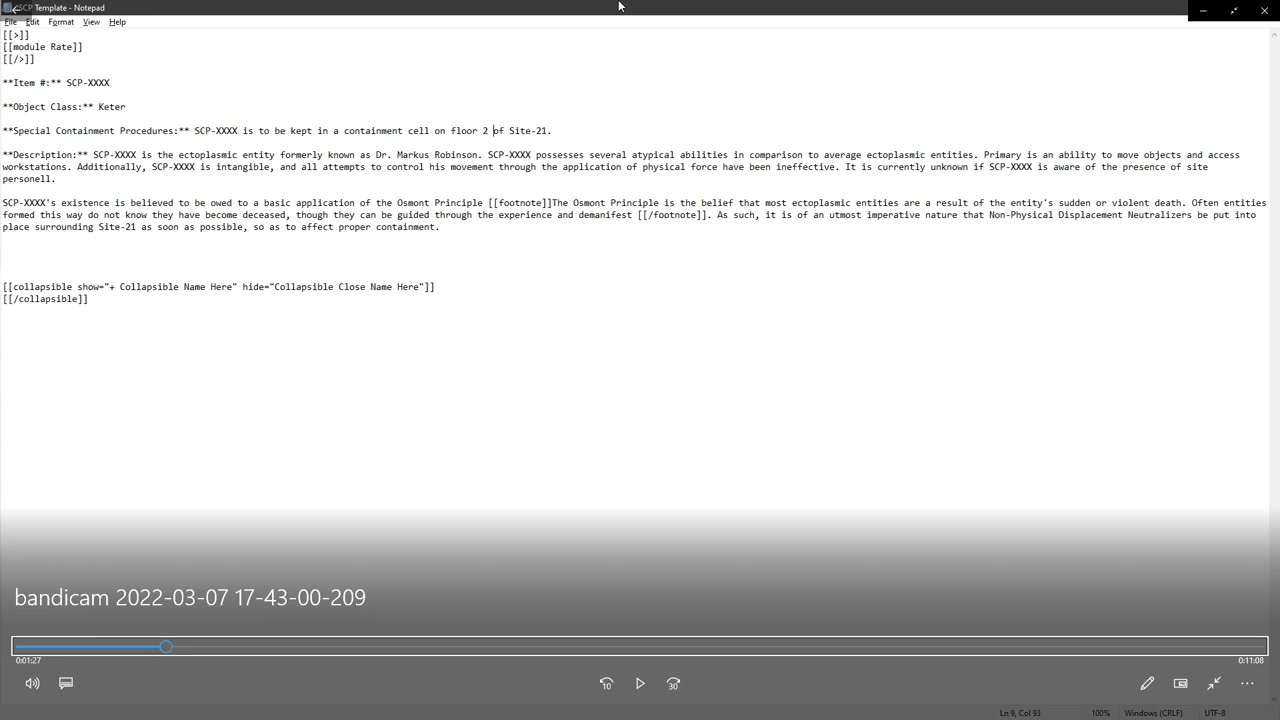 SCP Template - Notepad
File Edit Format View Help
[[>]]
[[module Rate]]
[[/>]]
**Item #:** SCP-XXXX
**Object Class:** Keter
**Special Containment Procedures:** SCP-XXXX is to be kept in a containment cell on floor 2 of Site-21.
**Description:** SCP-XXXX is the ectoplasmic entity formerly known as Dr. Markus Robinson. SCP-XXXX possesses several atypical abilities in comparison to average ectoplasmic entities. Primary is an ability to move objects and access
workstations. Additionally, SCP-XXXX is intangible, and all attempts to control his movement through the application of physical force have been ineffective. It is currently unknown if SCP-XXXX is aware of the presence of site
personell.
SCP-XXXX's existence is believed to be owed to a basic application of the Osmont Principle [[footnote]]The Osmont Principle is the belief that most ectoplasmic entities are a result of the entity's sudden or violent death. Often entities
formed this way do not know they have become deceased, though they can be guided through the experience and demanifest [[/footnote]]. As such, it is of an utmost imperative nature that Non-Physical Displacement Neutralizers be put into
place surrounding Site-21 as soon as possible, so as to affect proper containment.
[[collapsible show="+ Collapsible Name Here" hide="Collapsible Close Name Here"]]
[[/collapsible]]
bandicam 2022-03-07 17-43-00-209
0:01:27 0:11:08
10 30
Ln 9, Col 93 100% Windows (CRLF) UTF-8